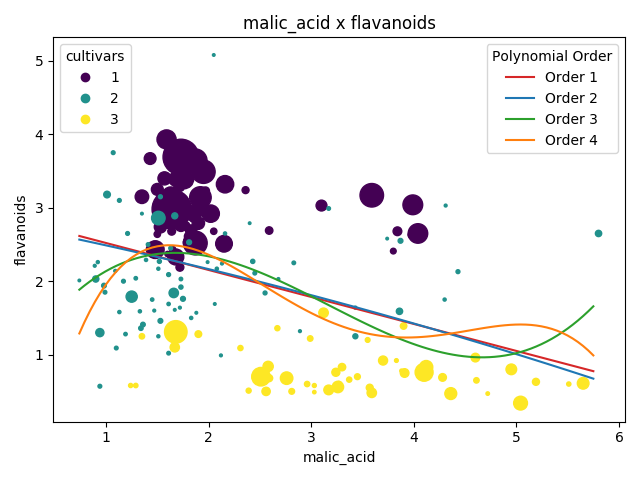 malic_acid x flavanoids
cultivars
1
2
3
Polynomial Order
Order 1
Order 2
Order 3
Order 4
flavanoids
5
4
3
2
1
1 2 3 4 5 6
malic_acid